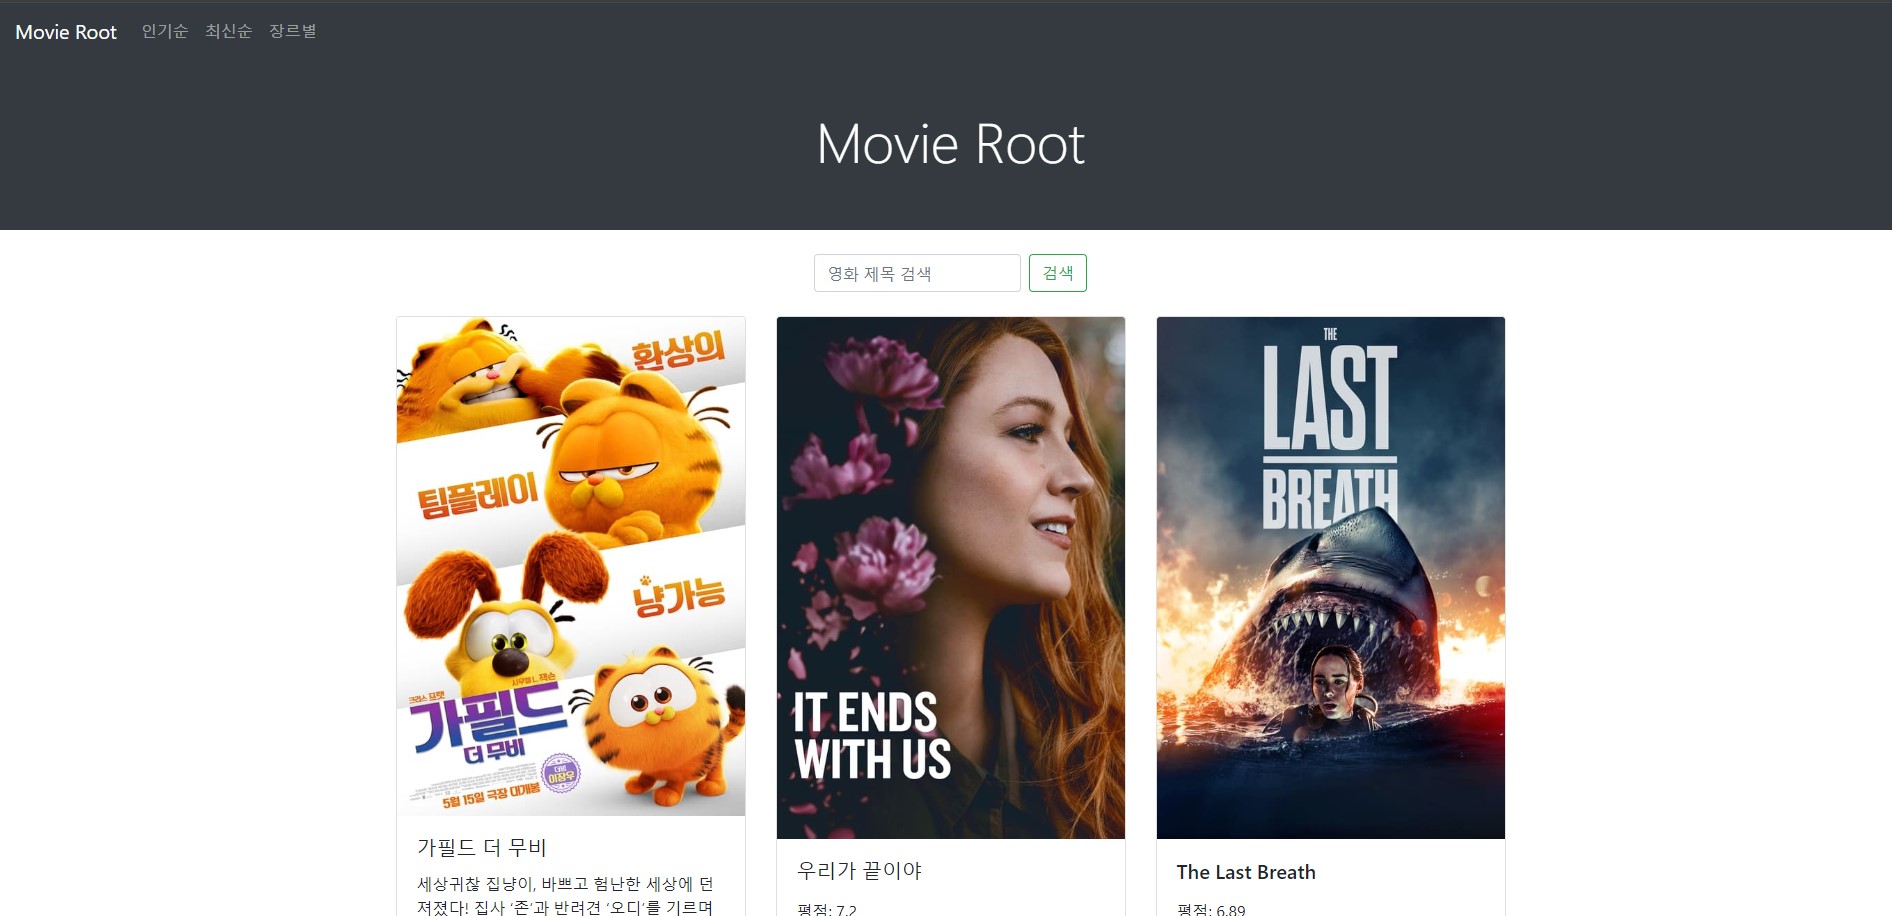 Movie Root 인기순 최신순 장르별
Movie Root
영화 제목 검색 검색
환상의
팀플레이
냥가능
크리스 프랫
사무엘 L. 잭슨
가필드
더 무비
더빙
이장우
5월 15일 극장 대개봉
가필드 더 무비
세상귀찮 집냥이, 바쁘고 험난한 세상에 던
져졌다! 집사 ‘존’과 반려견 ‘오디’를 기르며
IT ENDS
WITH US
우리가 끝이야
평점: 7.2
THE
LAST
BREATH
The Last Breath
평점: 6.89